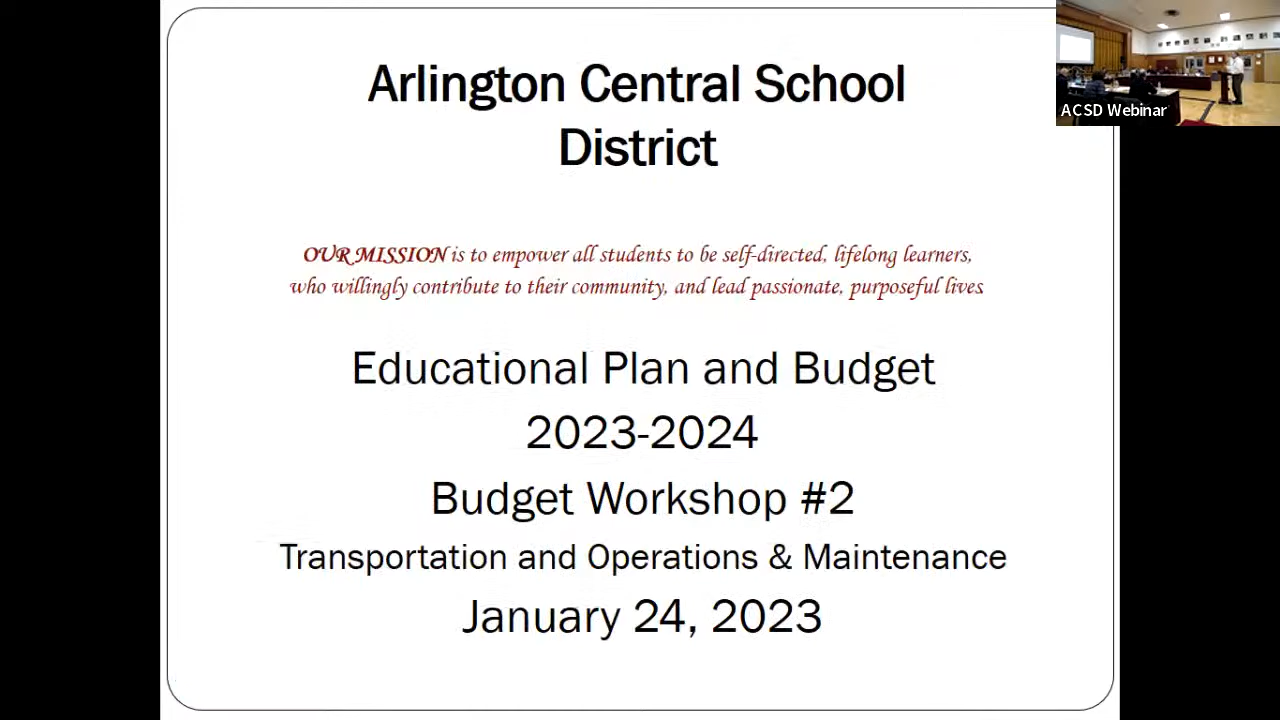 Arlington Central School
District
ACSD Webinar
OUR MISSION is to empower all students to be self-directed, lifelong learners,
who willingly contribute to their community, and lead passionate, purposeful lives.
Educational Plan and Budget
2023-2024
Budget Workshop #2
Transportation and Operations & Maintenance
January 24, 2023